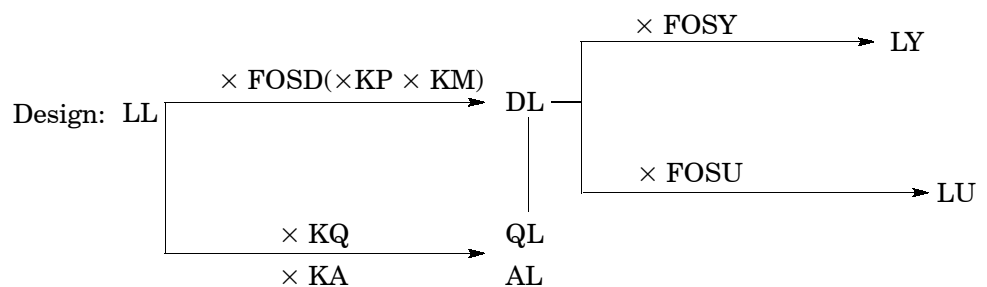 × FOSY
LY
× FOSD(×KP × KM)
Design: LL
DL
× FOSU
LU
× KQ
QL
× KA
AL